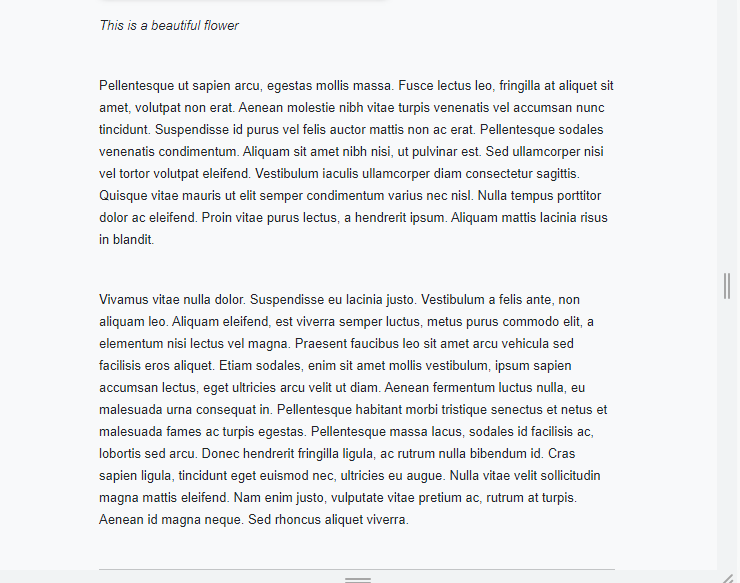 This is a beautiful flower
Pellentesque ut sapien arcu, egestas mollis massa. Fusce lectus leo, fringilla at aliquet sit
amet, volutpat non erat. Aenean molestie nibh vitae turpis venenatis vel accumsan nunc
tincidunt. Suspendisse id purus vel felis auctor mattis non ac erat. Pellentesque sodales
venenatis condimentum. Aliquam sit amet nibh nisi, ut pulvinar est. Sed ullamcorper nisi
vel tortor volutpat eleifend. Vestibulum iaculis ullamcorper diam consectetur sagittis.
Quisque vitae mauris ut elit semper condimentum varius nec nisl. Nulla tempus porttitor
dolor ac eleifend. Proin vitae purus lectus, a hendrerit ipsum. Aliquam mattis lacinia risus
in blandit.
Vivamus vitae nulla dolor. Suspendisse eu lacinia justo. Vestibulum a felis ante, non
aliquam leo. Aliquam eleifend, est viverra semper luctus, metus purus commodo elit, a
elementum nisi lectus vel magna. Praesent faucibus leo sit amet arcu vehicula sed
facilisis eros aliquet. Etiam sodales, enim sit amet mollis vestibulum, ipsum sapien
accumsan lectus, eget ultricies arcu velit ut diam. Aenean fermentum luctus nulla, eu
malesuada urna consequat in. Pellentesque habitant morbi tristique senectus et netus et
malesuada fames ac turpis egestas. Pellentesque massa lacus, sodales id facilisis ac,
lobortis sed arcu. Donec hendrerit fringilla ligula, ac rutrum nulla bibendum id. Cras
sapien ligula, tincidunt eget euismod nec, ultricies eu augue. Nulla vitae velit sollicitudin
magna mattis eleifend. Nam enim justo, vulputate vitae pretium ac, rutrum at turpis.
Aenean id magna neque. Sed rhoncus aliquet viverra.